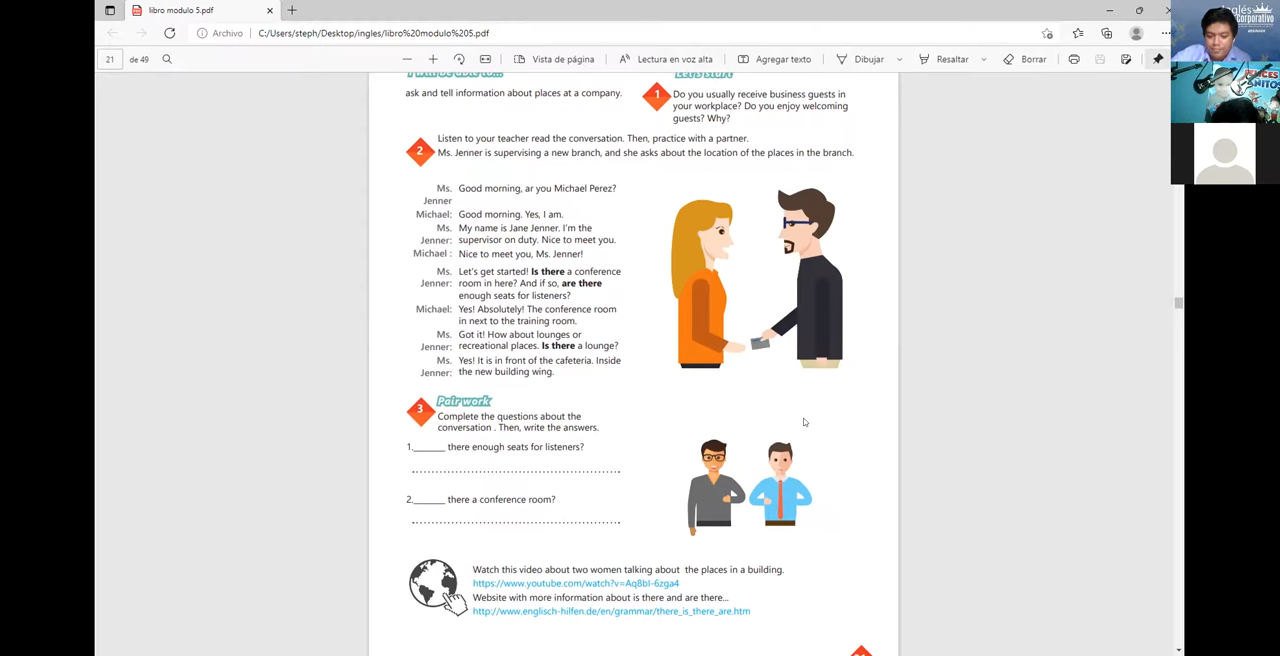 libro modulo 5.pdf
Archivo
C:/Users/steph/Desktop/ingles/libro%20modulo%205.pdf
21 de 49
Vista de página
Lectura en voz alta
Agregar texto
Dibujar
Resaltar
Borrar
Inglés
Corporativo
ask and tell information about places at a company.
Let's start
1
Do you usually receive business guests in
your workplace? Do you enjoy welcoming
guests? Why?
2
Listen to your teacher read the conversation. Then, practice with a partner.
Ms. Jenner is supervising a new branch, and she asks about the location of the places in the branch.
Ms. Good morning, ar you Michael Perez?
Jenner
Michael: Good morning. Yes, I am.
Ms. My name is Jane Jenner. I'm the
Jenner: supervisor on duty. Nice to meet you.
Michael : Nice to meet you, Ms. Jenner!
Ms. Let's get started! Is there a conference
Jenner: room in here? And if so, are there
enough seats for listeners?
Michael: Yes! Absolutely! The conference room
in next to the training room.
Ms. Got it! How about lounges or
Jenner: recreational places. Is there a lounge?
Ms. Yes! It is in front of the cafeteria. Inside
Jenner: the new building wing.
3
Pair work
Complete the questions about the
conversation . Then, write the answers.
1.______ there enough seats for listeners?
2.______ there a conference room?
Watch this video about two women talking about the places in a building.
https://www.youtube.com/watch?v=Aq8bI-6zga4
Website with more information about is there and are there...
http://www.englisch-hilfen.de/en/grammar/there_is_there_are.htm